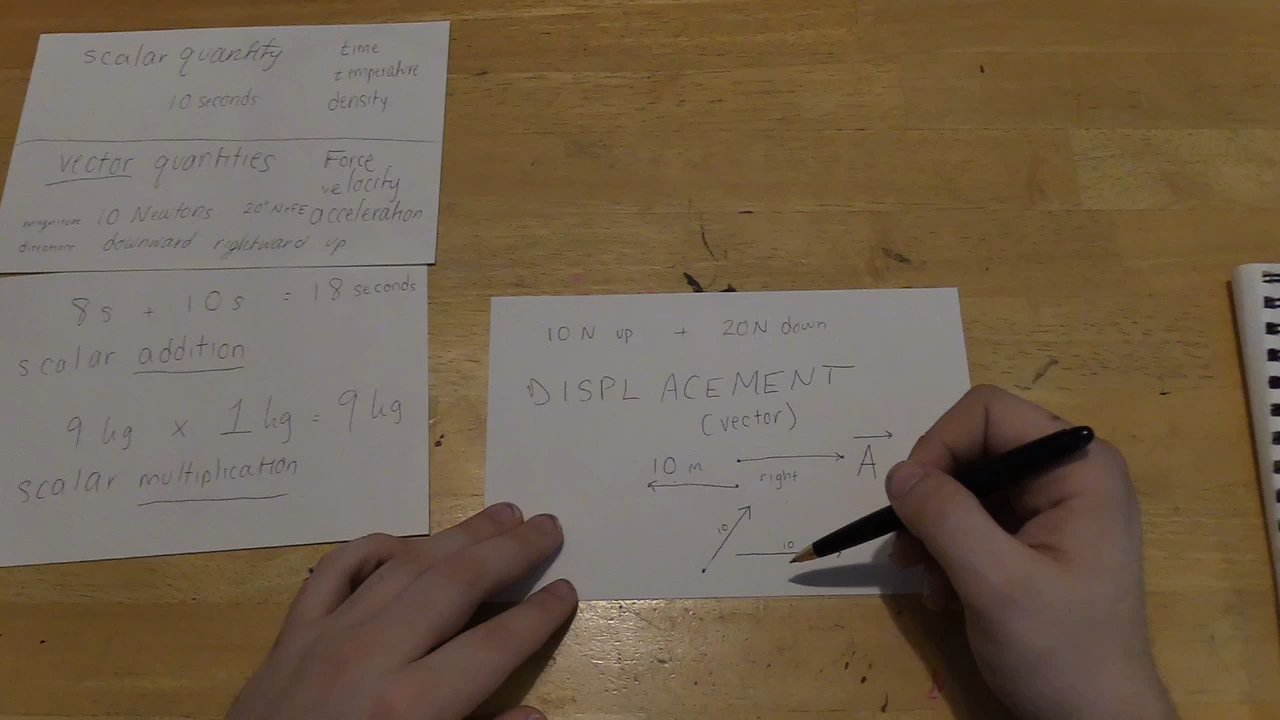 scalar quantity
time
temperature
10 seconds
density
vector quantities
Force
velocity
magnitude 10 Newtons 20° N of E acceleration
directions downward rightward up
8s + 10s = 18 seconds
scalar addition
9 kg x 1 kg = 9 kg
scalar multiplication
10 N up + 20N down
DISPLACEMENT
(vector)
10 m
right
A
10
10